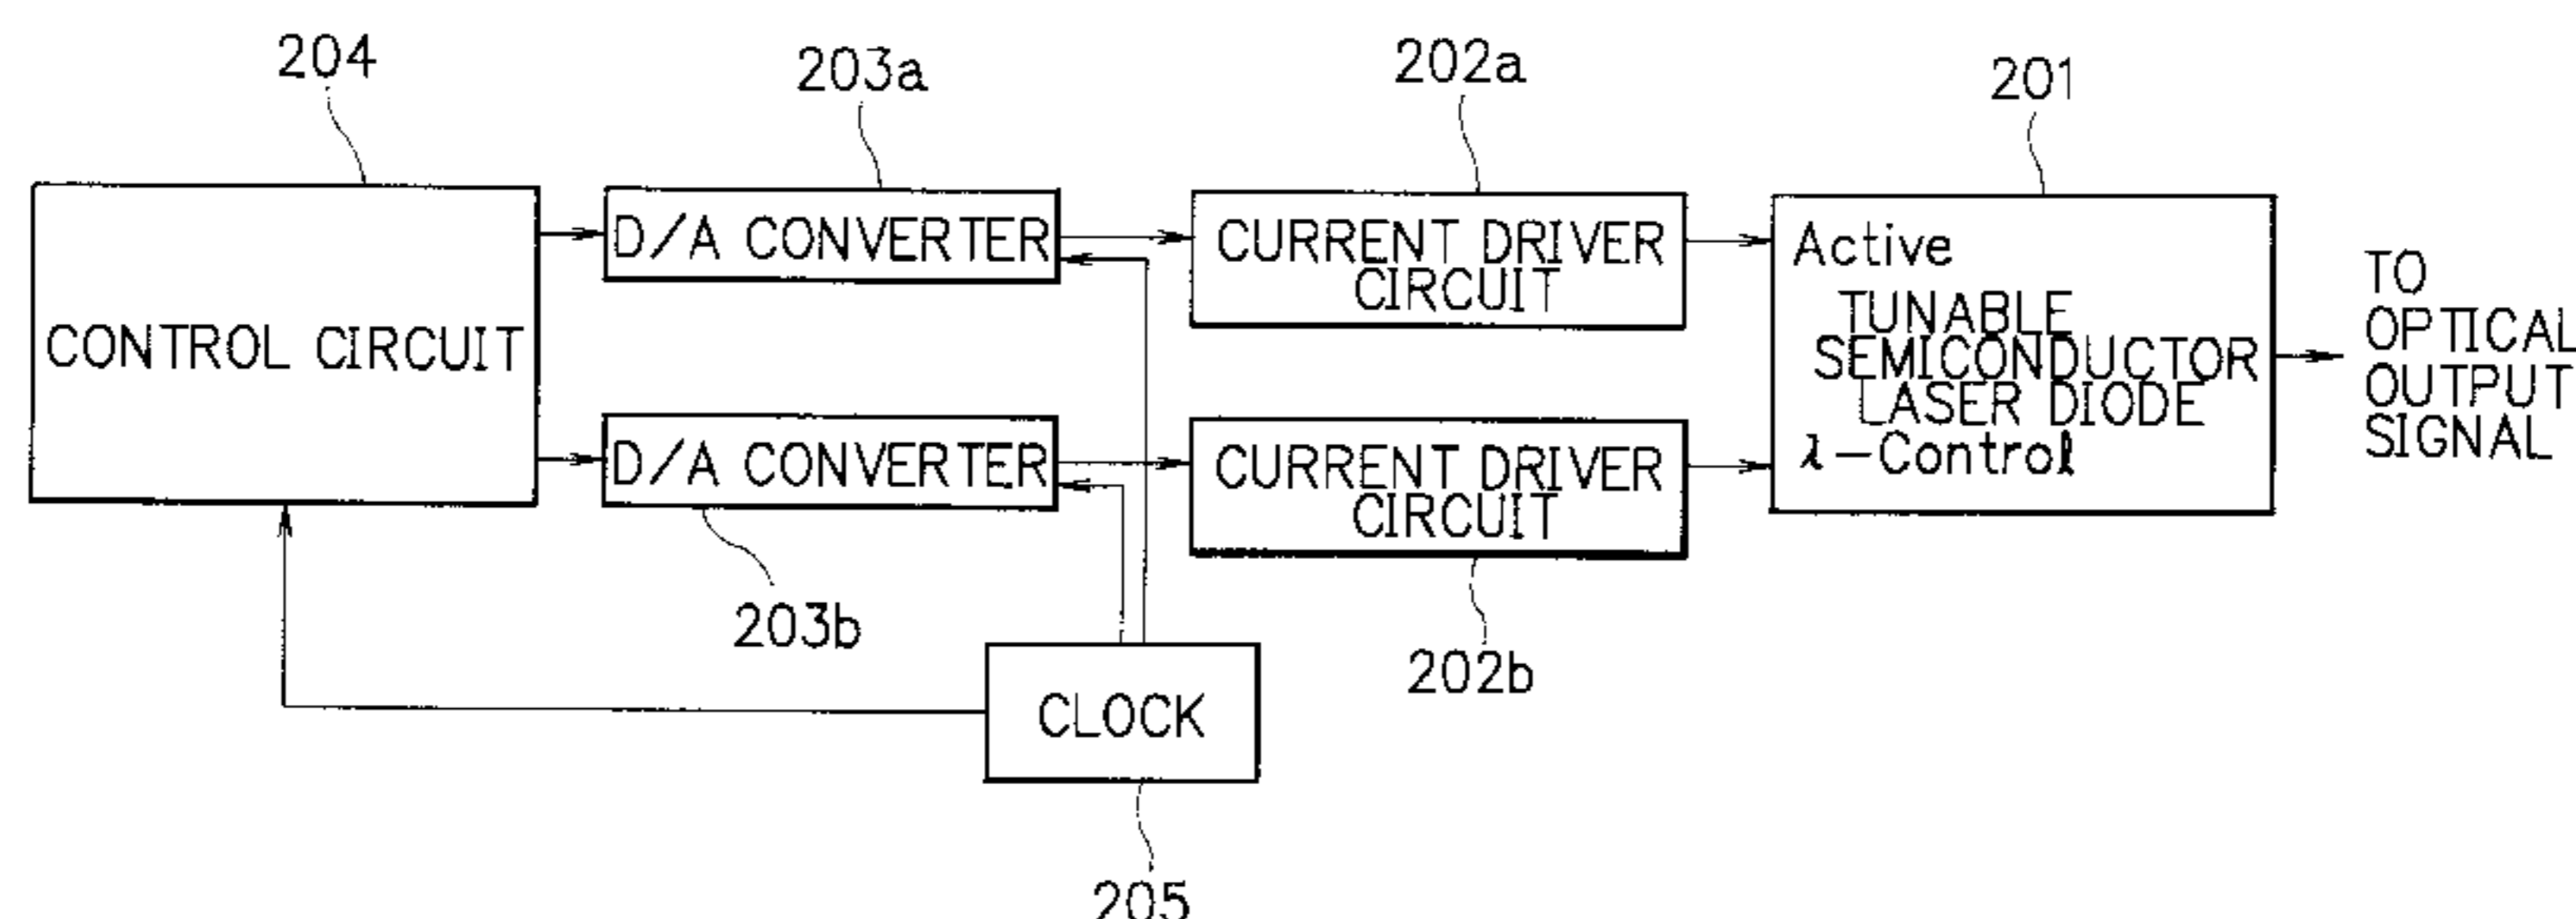 204
203a
202a
201
CONTROL CIRCUIT
D/A CONVERTER
CURRENT DRIVER
CIRCUIT
Active
TUNABLE
SEMICONDUCTOR
LASER DIODE
λ-Control
TO
OPTICAL
OUTPUT
SIGNAL
D/A CONVERTER
CURRENT DRIVER
CIRCUIT
203b
202b
CLOCK
205